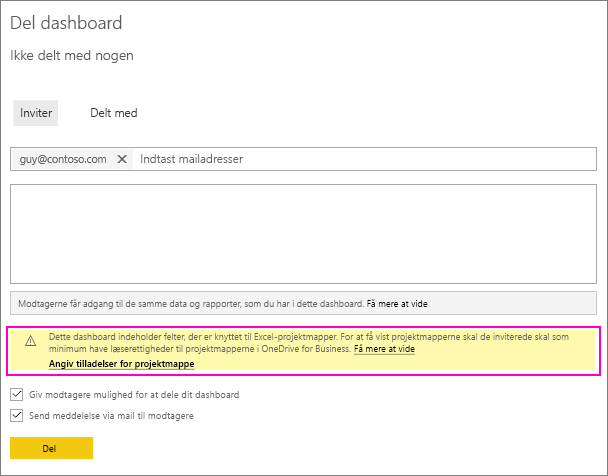 Del dashboard
Ikke delt med nogen
Inviter Delt med
guy@contoso.com Indtast mailadresser
Modtagerne får adgang til de samme data og rapporter, som du har i dette dashboard. Få mere at vide
Dette dashboard indeholder felter, der er knyttet til Excel-projektmapper. For at få vist projektmapperne skal de inviterede skal som
minimum have læserettigheder til projektmapperne i OneDrive for Business. Få mere at vide
Angiv tilladelser for projektmappe
Giv modtagere mulighed for at dele dit dashboard
Send meddelelse via mail til modtagere
Del